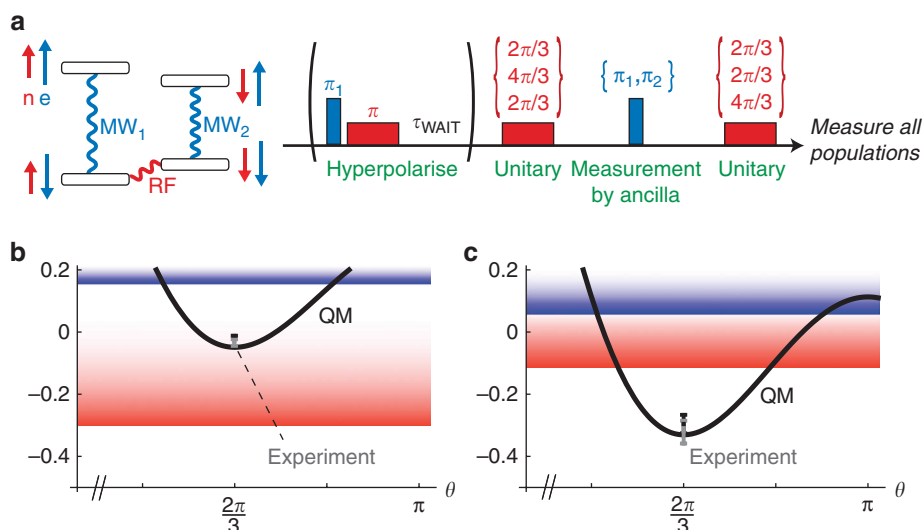 a
n e
MW₁
MW₂
RF
π₁
π
τWAIT
Hyperpolarise
2π/3
4π/3
2π/3
Unitary
{π₁,π₂}
Measurement
by ancilla
2π/3
2π/3
4π/3
Unitary
Measure all
populations
b
0.2
0
−0.2
−0.4
QM
Experiment
2π
3
π
θ
c
0.2
0
−0.2
−0.4
QM
Experiment
2π
3
π
θ